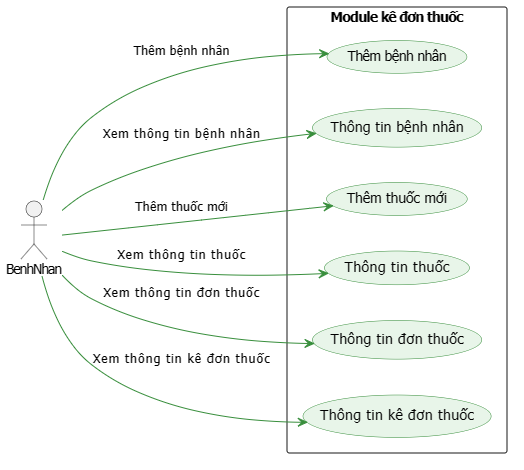 Module kê đơn thuốc
Thêm bệnh nhân
Thêm bệnh nhân
Xem thông tin bệnh nhân
Thông tin bệnh nhân
Thêm thuốc mới
Thêm thuốc mới
Xem thông tin thuốc
Thông tin thuốc
BenhNhan
Xem thông tin đơn thuốc
Thông tin đơn thuốc
Xem thông tin kê đơn thuốc
Thông tin kê đơn thuốc